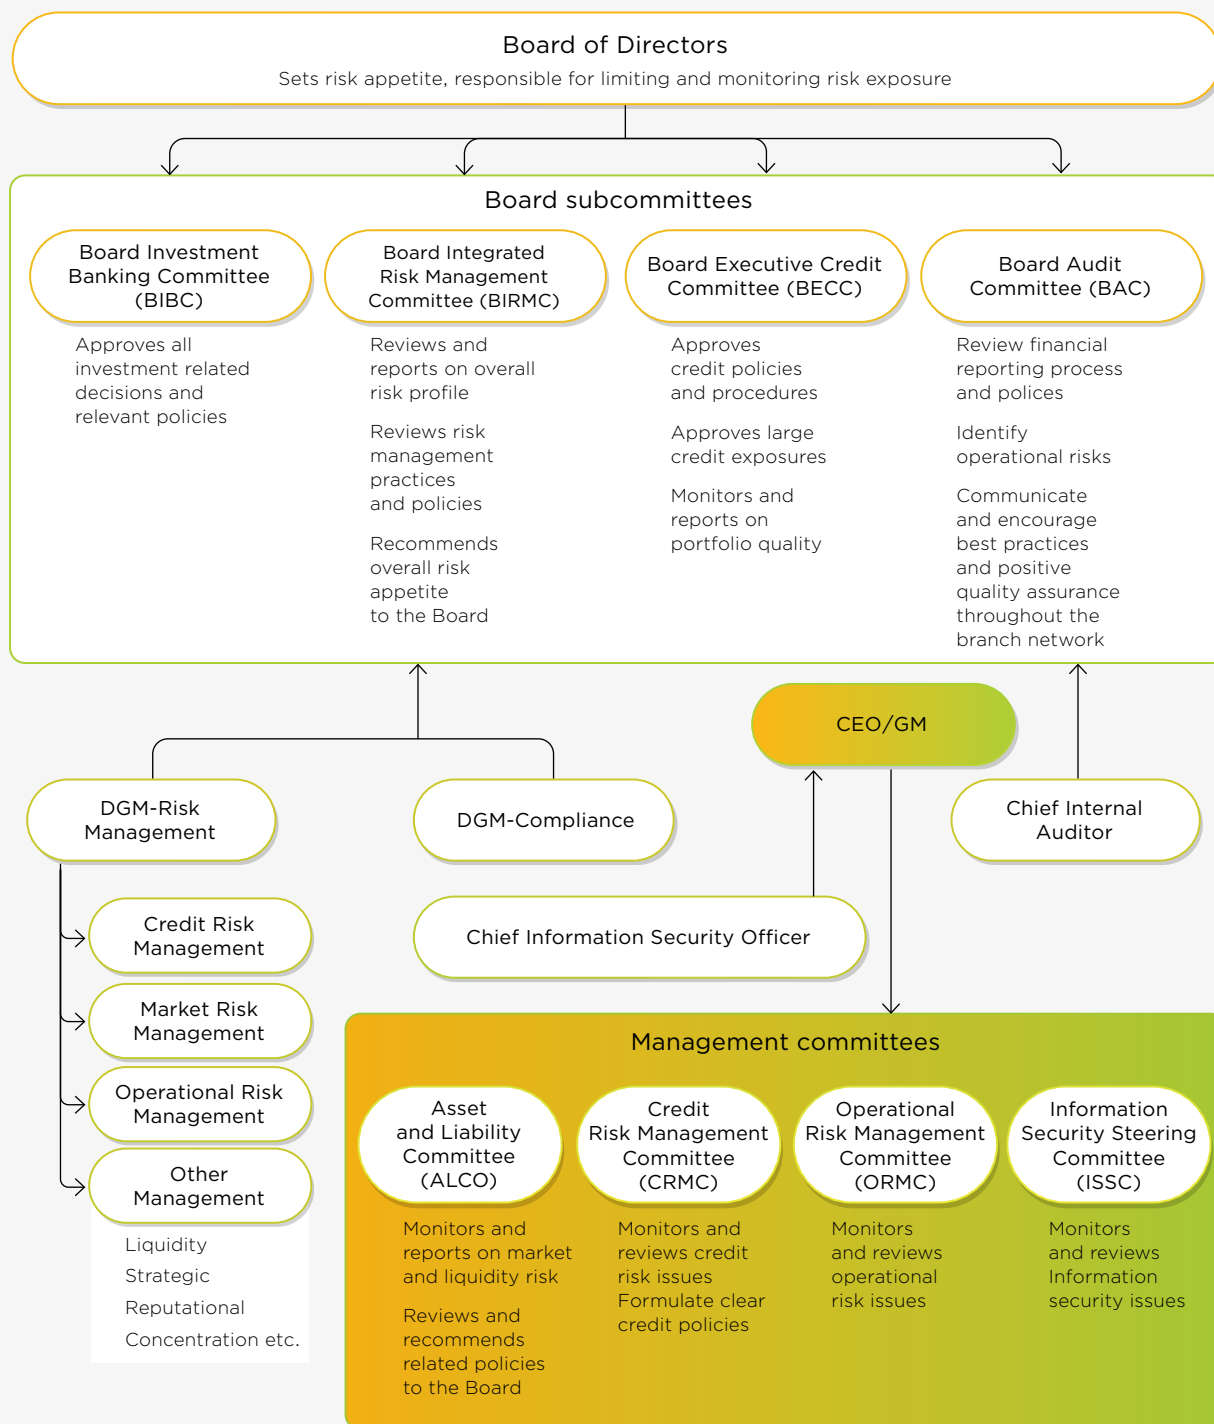 Board of Directors
Sets risk appetite, responsible for limiting and monitoring risk exposure
Board subcommittees
Board Investment
Banking Committee
(BIBC)
Approves all
investment related
decisions and
relevant policies
Board Integrated
Risk Management
Committee (BIRMC)
Reviews and
reports on overall
risk profile
Reviews risk
management
practices
and policies
Recommends
overall risk
appetite
to the Board
Board Executive Credit
Committee (BECC)
Approves
credit policies
and procedures
Approves large
credit exposures
Monitors and
reports on
portfolio quality
Board Audit
Committee (BAC)
Review financial
reporting process
and polices
Identify
operational risks
Communicate
and encourage
best practices
and positive
quality assurance
throughout the
branch network
CEO/GM
DGM-Risk
Management
DGM-Compliance
Chief Internal
Auditor
Chief Information Security Officer
Credit Risk
Management
Market Risk
Management
Operational Risk
Management
Other
Management
Liquidity
Strategic
Reputational
Concentration etc.
Management committees
Asset
and Liability
Committee
(ALCO)
Monitors and
reports on market
and liquidity risk
Reviews and
recommends
related policies
to the Board
Credit
Risk Management
Committee
(CRMC)
Monitors and
reviews credit
risk issues
Formulate clear
credit policies
Operational
Risk Management
Committee
(ORMC)
Monitors
and reviews
operational
risk issues
Information
Security Steering
Committee
(ISSC)
Monitors
and reviews
Information
security issues